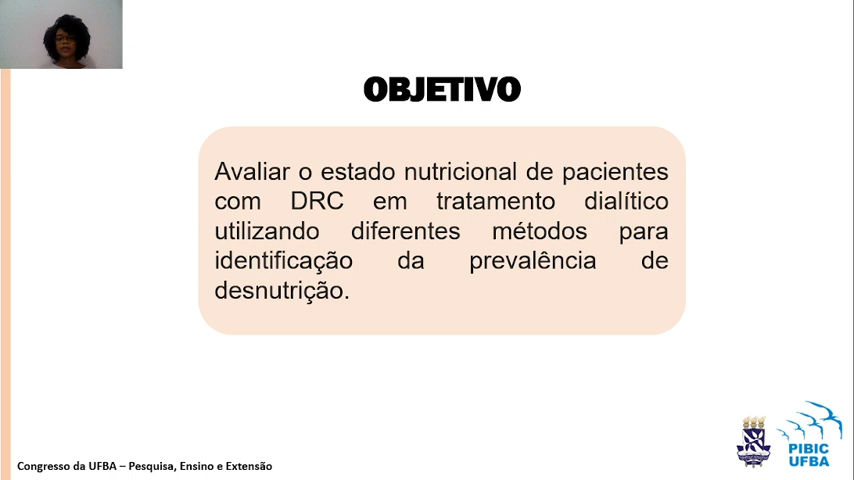 OBJETIVO
Avaliar o estado nutricional de pacientes
com DRC em tratamento dialítico
utilizando diferentes métodos para
identificação da prevalência de
desnutrição.
PIBIC
UFBA
Congresso da UFBA – Pesquisa, Ensino e Extensão